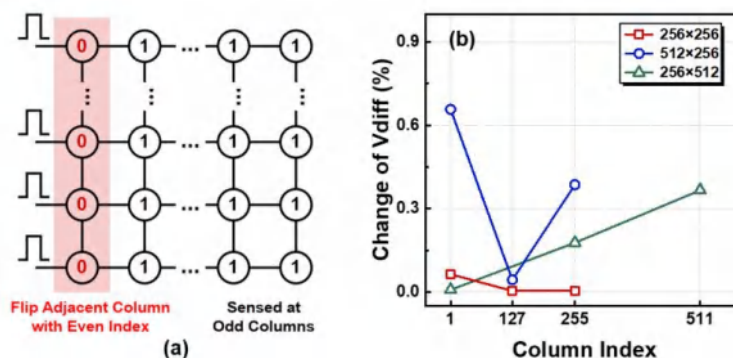 0 1 ... 1 1
... ... ... ...
0 1 ... 1 1
0 1 ... 1 1
0 1 ... 1 1
Flip Adjacent Column
with Even Index
Sensed at
Odd Columns
(a)
(b)
256×256
512×256
256×512
Change of Vdiff (%)
0.9
0.6
0.3
0.0
1 127 255 511
Column Index